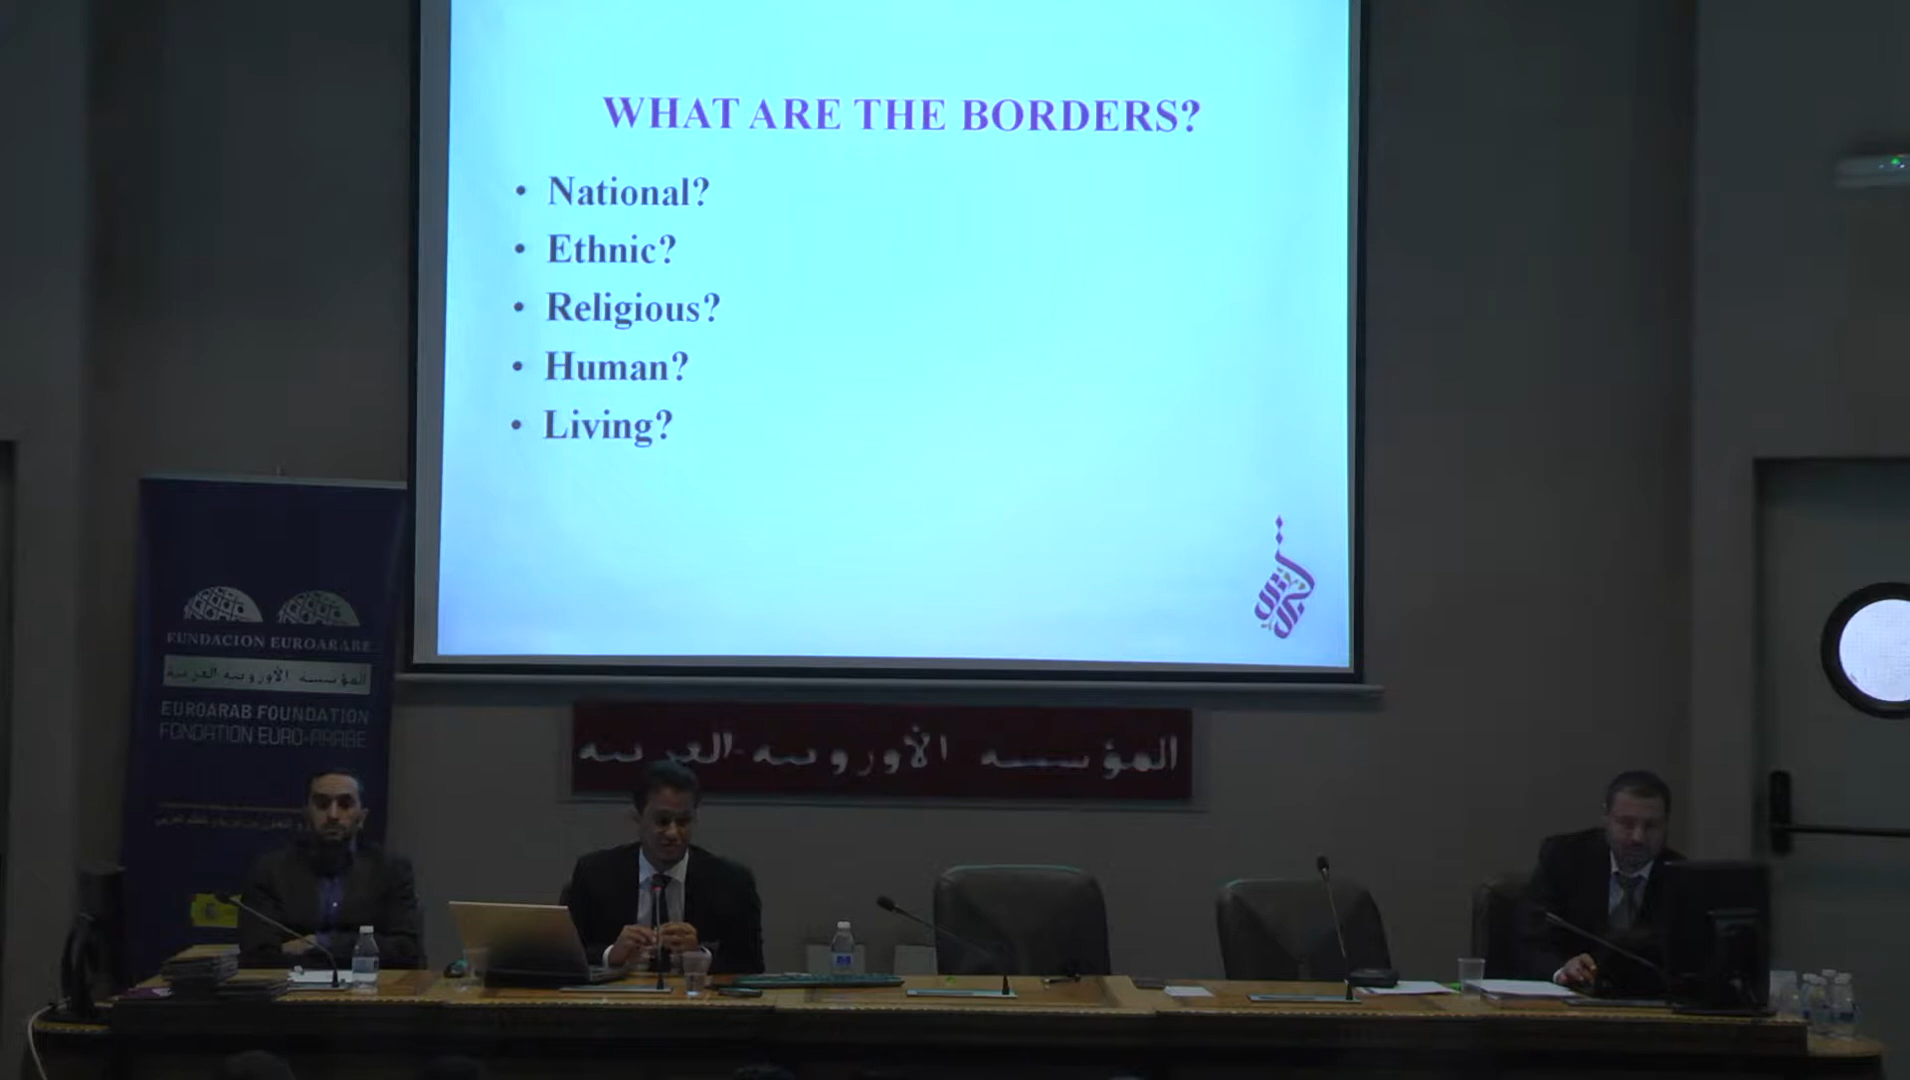 WHAT ARE THE BORDERS?
• National?
• Ethnic?
• Religious?
• Human?
• Living?
FUNDACION EUROARABE
المؤسسة الأوروبية العربية
EUROARAB FOUNDATION
FONDATION EURO-ARABE
المؤسسة الأوروبية-العربية